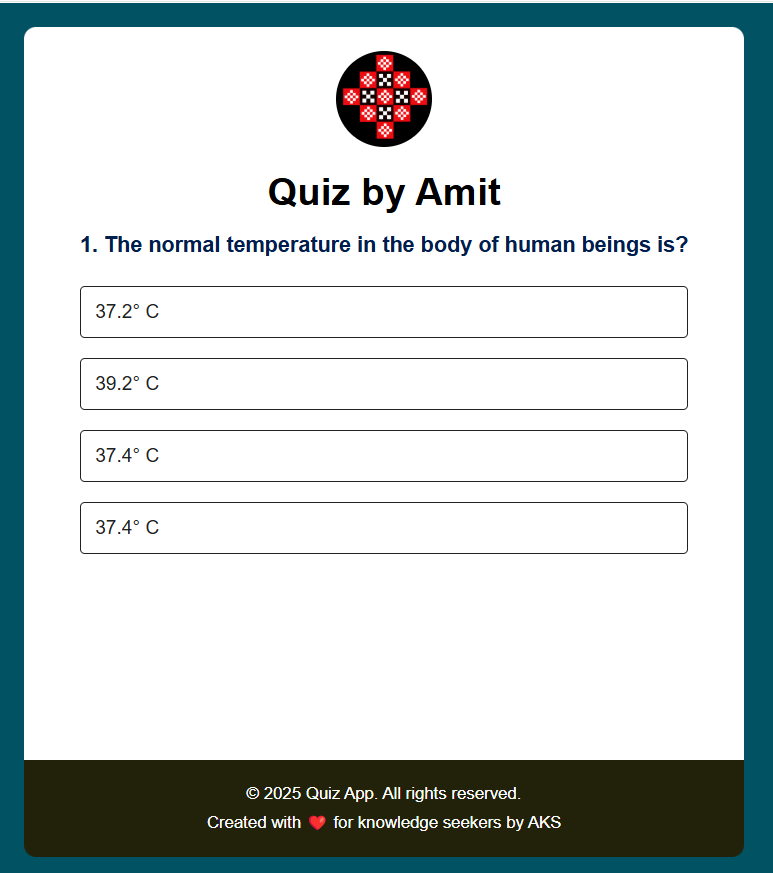 Quiz by Amit
1. The normal temperature in the body of human beings is?
37.2° C
39.2° C
37.4° C
37.4° C
© 2025 Quiz App. All rights reserved.
Created with ❤️ for knowledge seekers by AKS